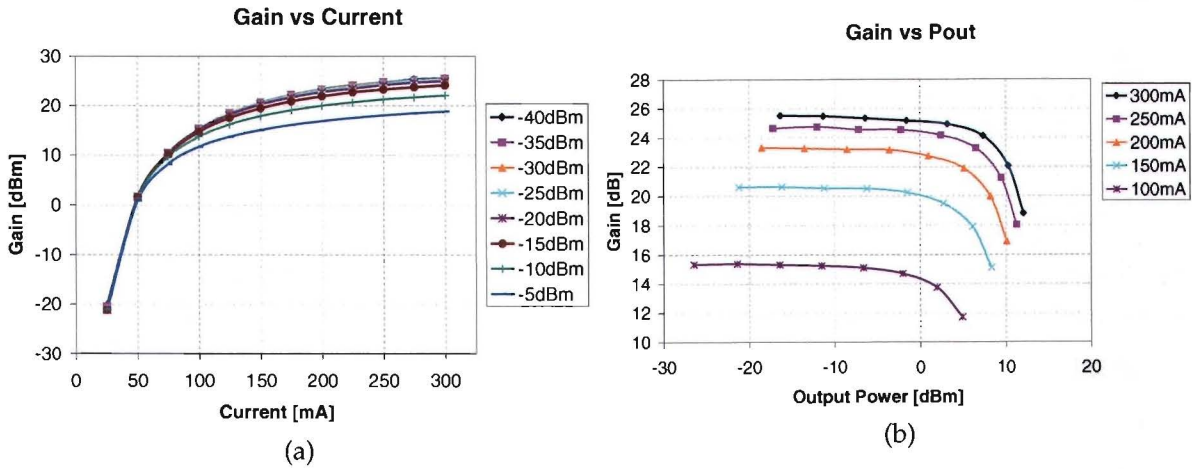 Gain vs Current
Gain [dBm]
30
20
10
0
-10
-20
-30
0 50 100 150 200 250 300
Current [mA]
-40dBm
-35dBm
-30dBm
-25dBm
-20dBm
-15dBm
-10dBm
-5dBm
(a)
Gain vs Pout
Gain [dB]
28
26
24
22
20
18
16
14
12
10
-30 -20 -10 0 10 20
Output Power [dBm]
300mA
250mA
200mA
150mA
100mA
(b)